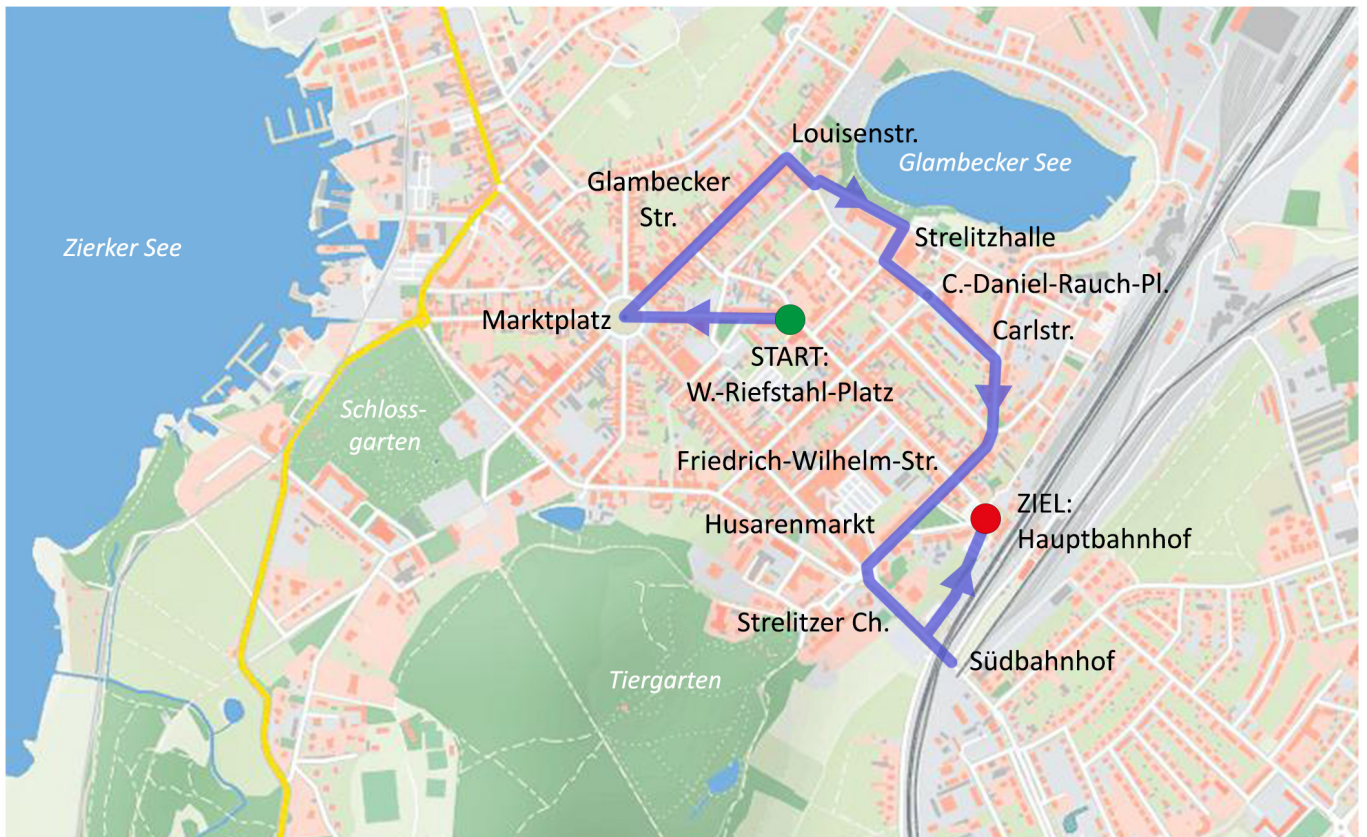 Louisenstr.
Glambecker See
Glambecker
Str.
Zierker See
Strelitzhalle
C.-Daniel-Rauch-Pl.
Marktplatz
Carlstr.
START:
W.-Riefstahl-Platz
Schloss-
garten
Friedrich-Wilhelm-Str.
Husarenmarkt
ZIEL:
Hauptbahnhof
Strelitzer Ch.
Südbahnhof
Tiergarten